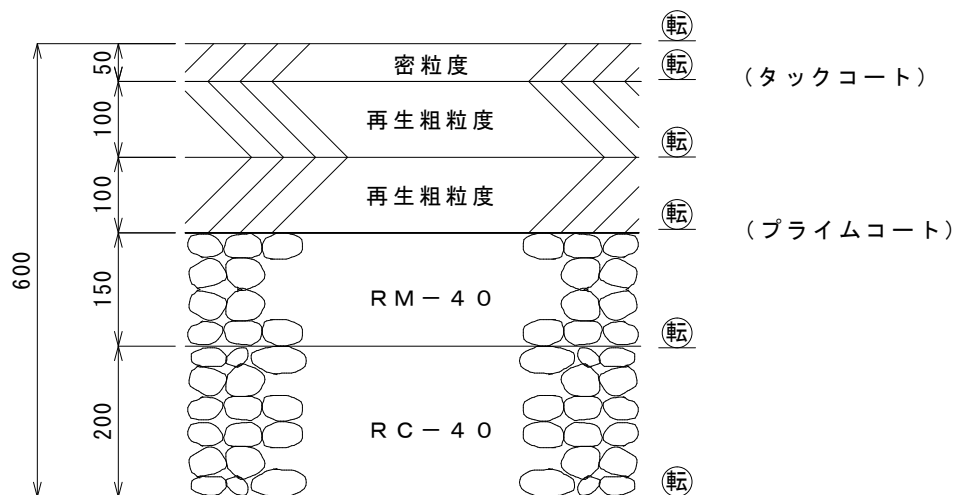 転
50
密粒度
転
(タックコート)
100
再生粗粒度
転
100
再生粗粒度
転
(プライムコート)
600
150
RM-40
転
200
RC-40
転